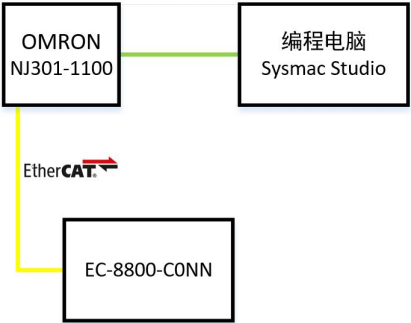 OMRON
NJ301-1100
编程电脑
Sysmac Studio
EtherCAT®
EC-8800-C0NN